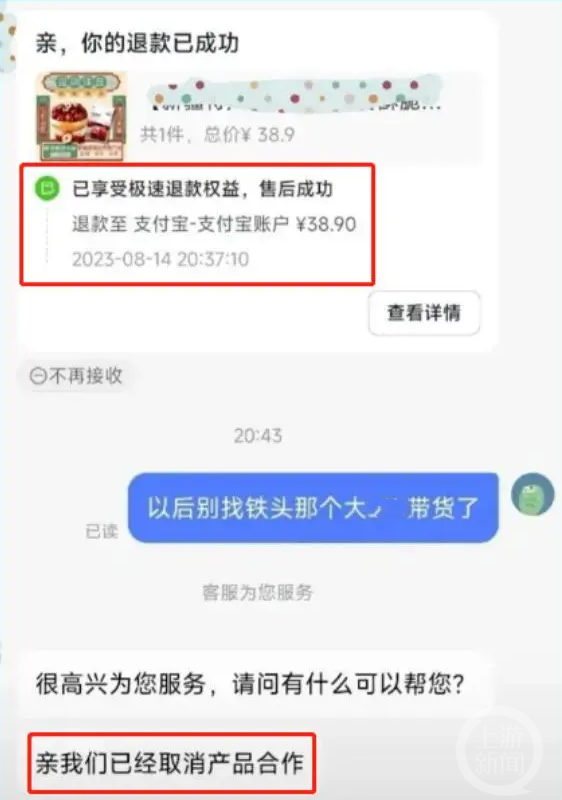 亲，你的退款已成功
共1件，总价¥ 38.9
已享受极速退款权益，售后成功
退款至 支付宝-支付宝账户 ¥38.90
2023-08-14 20:37:10
查看详情
不再接收
20:43
以后别找铁头那个大 带货了
已读
客服为您服务
很高兴为您服务，请问有什么可以帮您？
亲我们已经取消产品合作
上游新闻